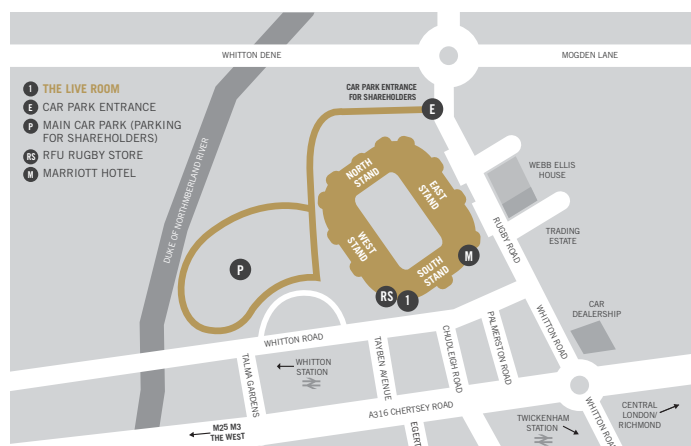 WHITTON DENE
MOGDEN LANE
1 THE LIVE ROOM
E CAR PARK ENTRANCE
P MAIN CAR PARK (PARKING
FOR SHAREHOLDERS)
RS RFU RUGBY STORE
M MARRIOTT HOTEL
CAR PARK ENTRANCE
FOR SHAREHOLDERS
E
DUKE OF NORTHMBERLAND RIVER
NORTH
STAND
EAST
STAND
WEST
STAND
SOUTH
STAND
M
RS
1
P
WEBB ELLIS
HOUSE
RUGBY ROAD
TRADING
ESTATE
CAR
DEALERSHIP
WHITTON ROAD
WHITTON ROAD
WHITTON
STATION
TALMA GARDENS
TAYBEN AVENUE
CHUDLEIGH ROAD
PALMERSTON ROAD
A316 CHERTSEY ROAD
M25 M3
THE WEST
EGERT
TWICKENHAM
STATION
WHITTON ROA
CENTRAL
LONDON/
RICHMOND